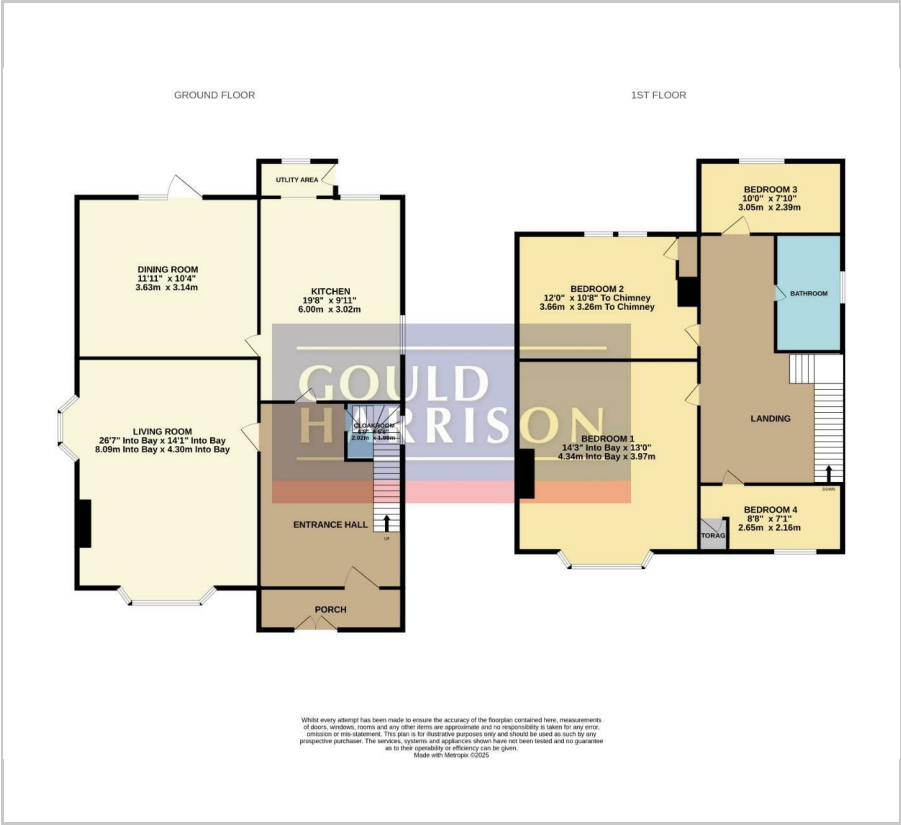 GROUND FLOOR
UTLITY AREA
DINING ROOM
11'11" x 10'4"
3.63m x 3.14m
KITCHEN
19'8" x 9'11"
6.00m x 3.02m
LIVING ROOM
26'7" Into Bay x 14'1" Into Bay
8.09m Into Bay x 4.30m Into Bay
CLOAKROOM
ENTRANCE HALL
UP
PORCH
1ST FLOOR
BEDROOM 3
10'0" x 7'10"
3.05m x 2.39m
BEDROOM 2
12'0" x 10'8" To Chimney
3.66m x 3.26m To Chimney
BATHROOM
BEDROOM 1
14'3" Into Bay x 13'0"
4.34m Into Bay x 3.97m
LANDING
DOWN
BEDROOM 4
8'8" x 7'1"
2.65m x 2.16m
TORAG
GOULD
HARRISON
Whilst every attempt has been made to ensure the accuracy of the floorplan contained here, measurements
of doors, windows, rooms and any other items are approximate and no responsibility is taken for any error,
omission or mis-statement. This plan is for illustrative purposes only and should be used as such by any
prospective purchaser. The services, systems and appliances shown have not been tested and no guarantee
as to their operability or efficiency can be given.
Made with Metropix ©2025